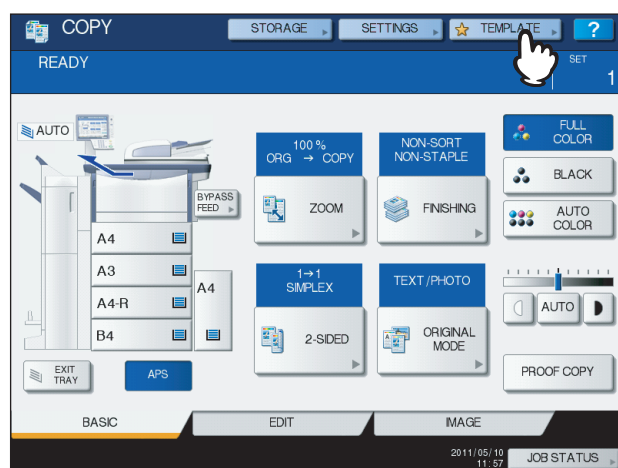 COPY
STORAGE
SETTINGS
TEMPLATE
?
READY
SET
1
AUTO
100 %
ORG → COPY
NON-SORT
NON-STAPLE
FULL
COLOR
BLACK
AUTO
COLOR
BYPASS
FEED
ZOOM
FINISHING
A4
A3
A4-R
B4
A4
1→1
SIMPLEX
TEXT/PHOTO
2-SIDED
ORIGINAL
MODE
AUTO
EXIT
TRAY
APS
PROOF COPY
BASIC
EDIT
IMAGE
2011/05/10
11:57
JOB STATUS